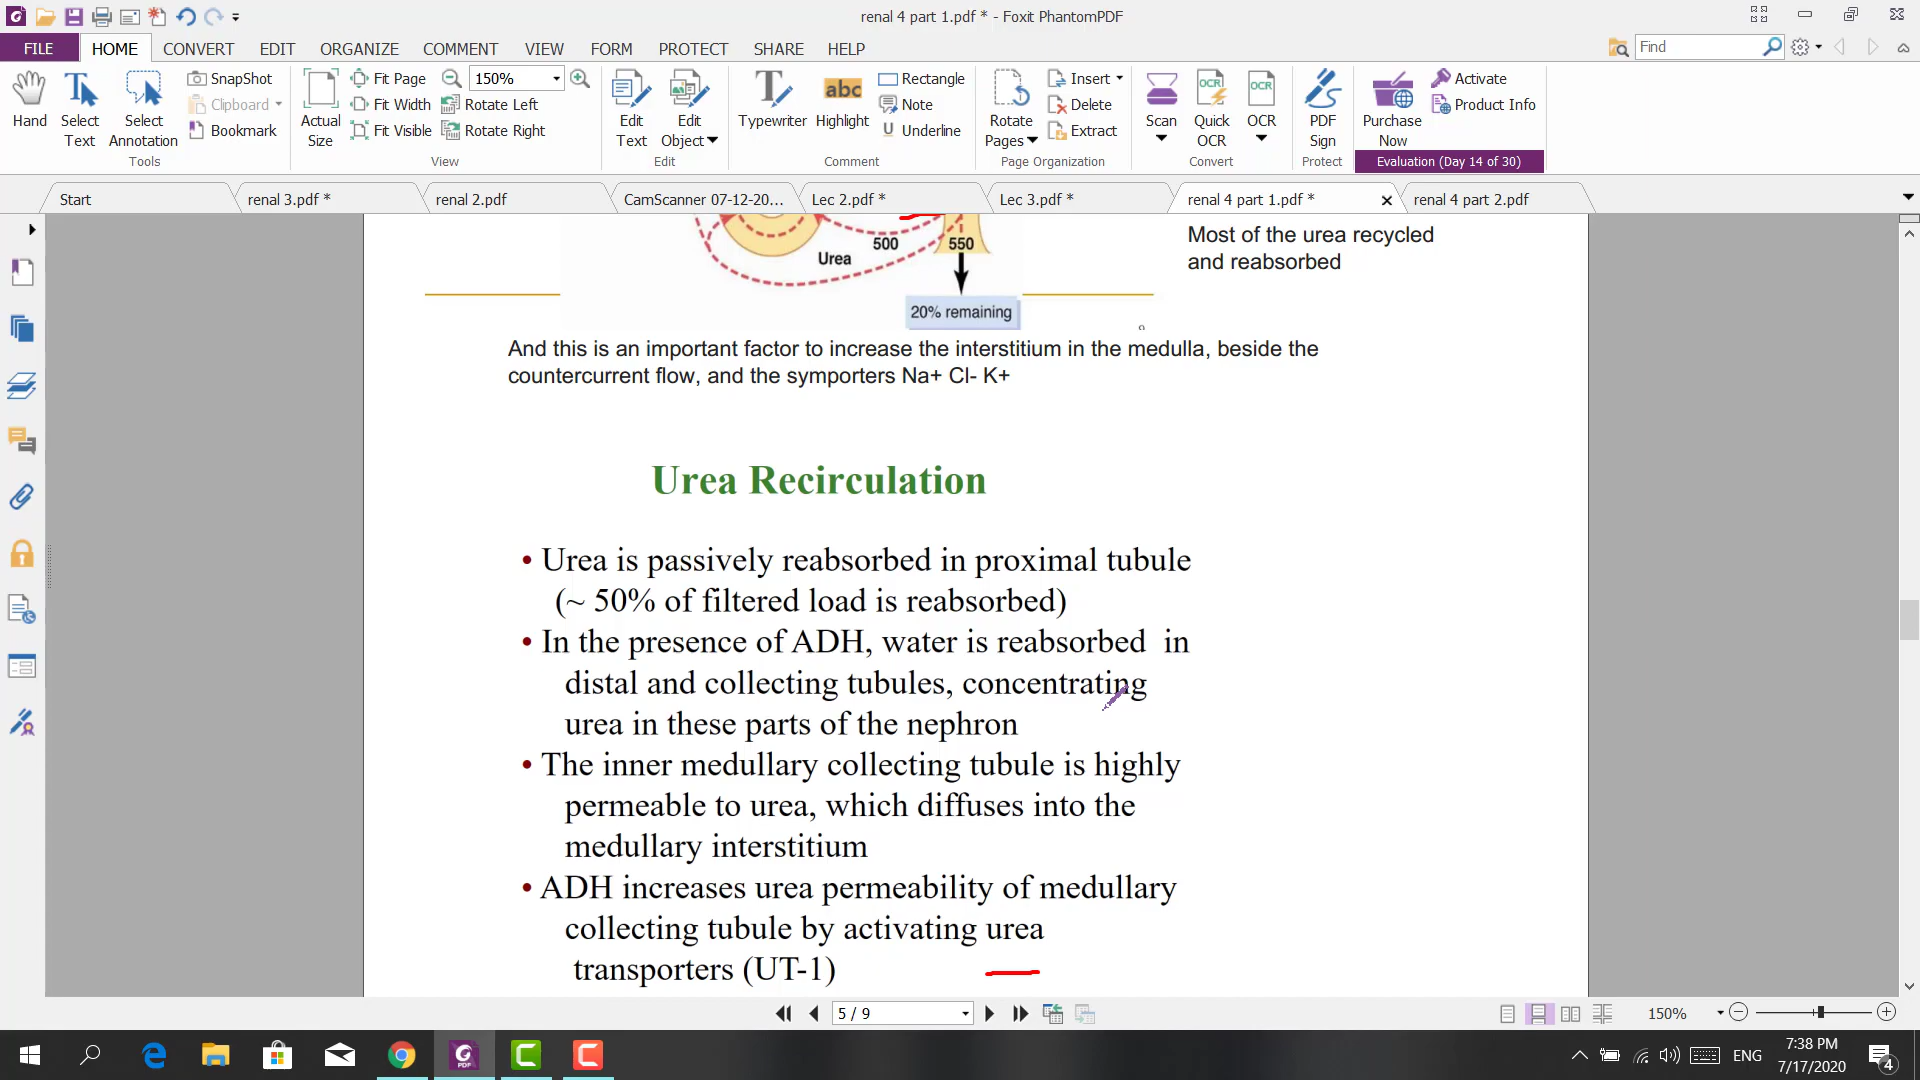 renal 4 part 1.pdf * - Foxit PhantomPDF
FILE HOME CONVERT EDIT ORGANIZE COMMENT VIEW FORM PROTECT SHARE HELP Find
Hand
Select Text
Select Annotation
SnapShot
Clipboard
Bookmark
Tools
Actual Size
Fit Page
Fit Width
Fit Visible
150%
Rotate Left
Rotate Right
View
Edit Text
Edit Object
Edit
Typewriter
abc
Highlight
Rectangle
Note
Underline
Comment
Rotate Pages
Insert
Delete
Extract
Page Organization
Scan
OCR
Quick OCR
OCR
OCR
Convert
PDF Sign
Protect
Purchase Now
Activate
Product Info
Evaluation (Day 14 of 30)
Start
renal 3.pdf *
renal 2.pdf
CamScanner 07-12-20...
Lec 2.pdf *
Lec 3.pdf *
renal 4 part 1.pdf *
renal 4 part 2.pdf
500
550
Urea
20% remaining
Most of the urea recycled
and reabsorbed
And this is an important factor to increase the interstitium in the medulla, beside the
countercurrent flow, and the symporters Na+ Cl- K+
Urea Recirculation
• Urea is passively reabsorbed in proximal tubule
(~ 50% of filtered load is reabsorbed)
• In the presence of ADH, water is reabsorbed in
distal and collecting tubules, concentrating
urea in these parts of the nephron
• The inner medullary collecting tubule is highly
permeable to urea, which diffuses into the
medullary interstitium
• ADH increases urea permeability of medullary
collecting tubule by activating urea
transporters (UT-1)
5 / 9
150%
PDF
ENG
7:38 PM
7/17/2020
4